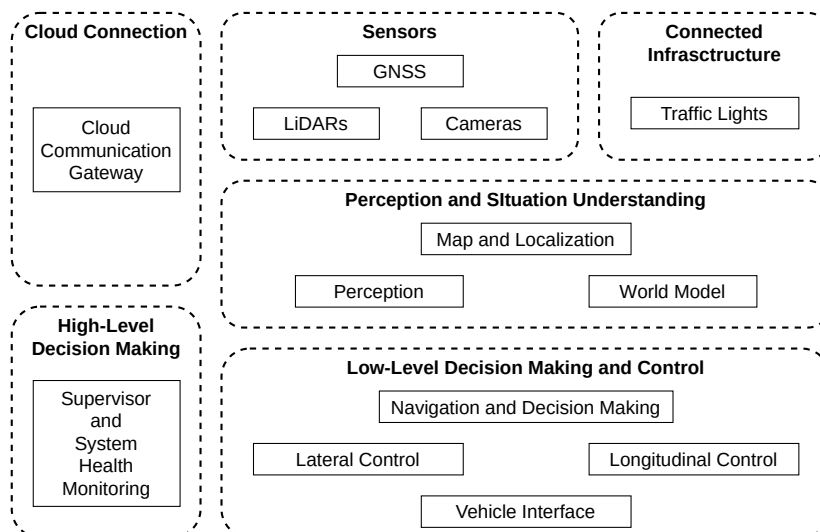 Cloud Connection
Cloud
Communication
Gateway
Sensors
GNSS
LiDARs
Cameras
Connected
Infrasctructure
Traffic Lights
Perception and SItuation Understanding
Map and Localization
Perception
World Model
High-Level
Decision Making
Supervisor
and
System
Health
Monitoring
Low-Level Decision Making and Control
Navigation and Decision Making
Lateral Control
Longitudinal Control
Vehicle Interface